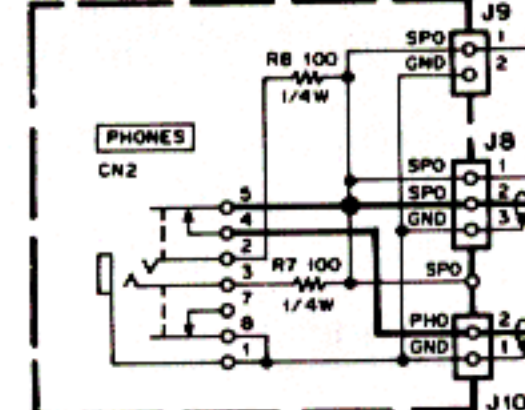 J9
SPO 1
R8 100
GND 2
1/4W
PHONES
J8
CN2
SPO 1
5
SPO 2
4
GND 3
2
R7 100
SPO
3
1/4W
7
PHO 2
8
GND 1
1
J10